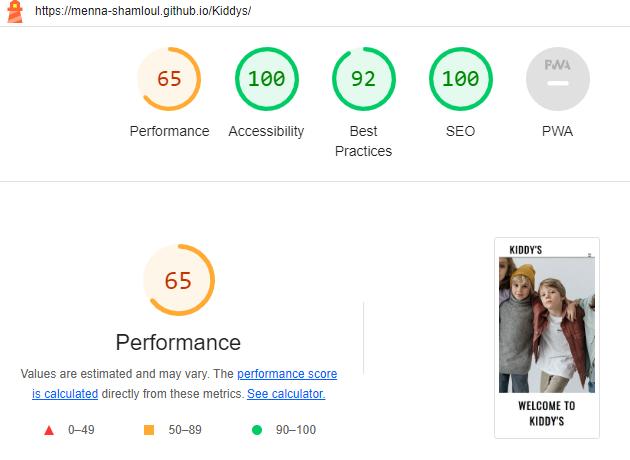 https://menna-shamloul.github.io/Kiddys/
65
100
92
100
PWA
Performance
Accessibility
Best
Practices
SEO
PWA
65
Performance
Values are estimated and may vary. The performance score
is calculated directly from these metrics. See calculator.
0–49
50–89
90–100
KIDDY'S
WELCOME TO
KIDDY'S